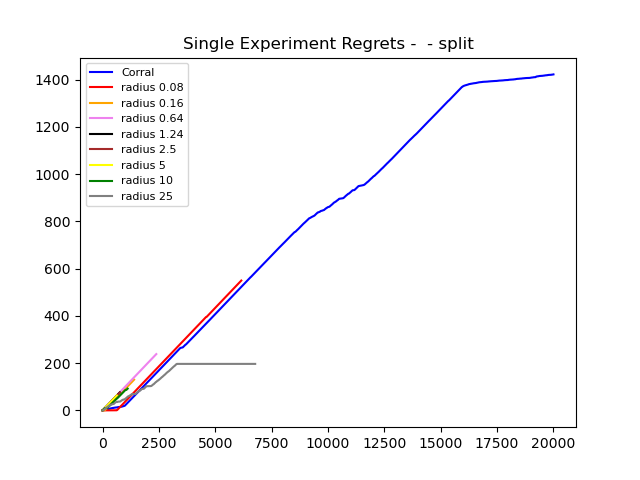 Single Experiment Regrets -  - split
Corral
radius 0.08
radius 0.16
radius 0.64
radius 1.24
radius 2.5
radius 5
radius 10
radius 25
1400
1200
1000
800
600
400
200
0
0 2500 5000 7500 10000 12500 15000 17500 20000